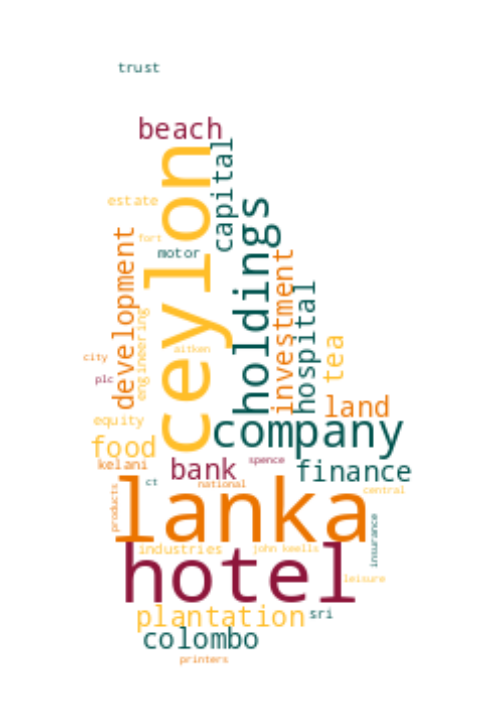 trust
beach
capital
ceylon
estate
holdings
development
fort
motor
investment
hospital
engineering
tea
aitken
city
plc
land
equity
company
food
kelani
bank
spence
finance
ct
national
central
lanka
products
insurance
industries
john keells
hotel
leisure
plantation
sri
colombo
printers